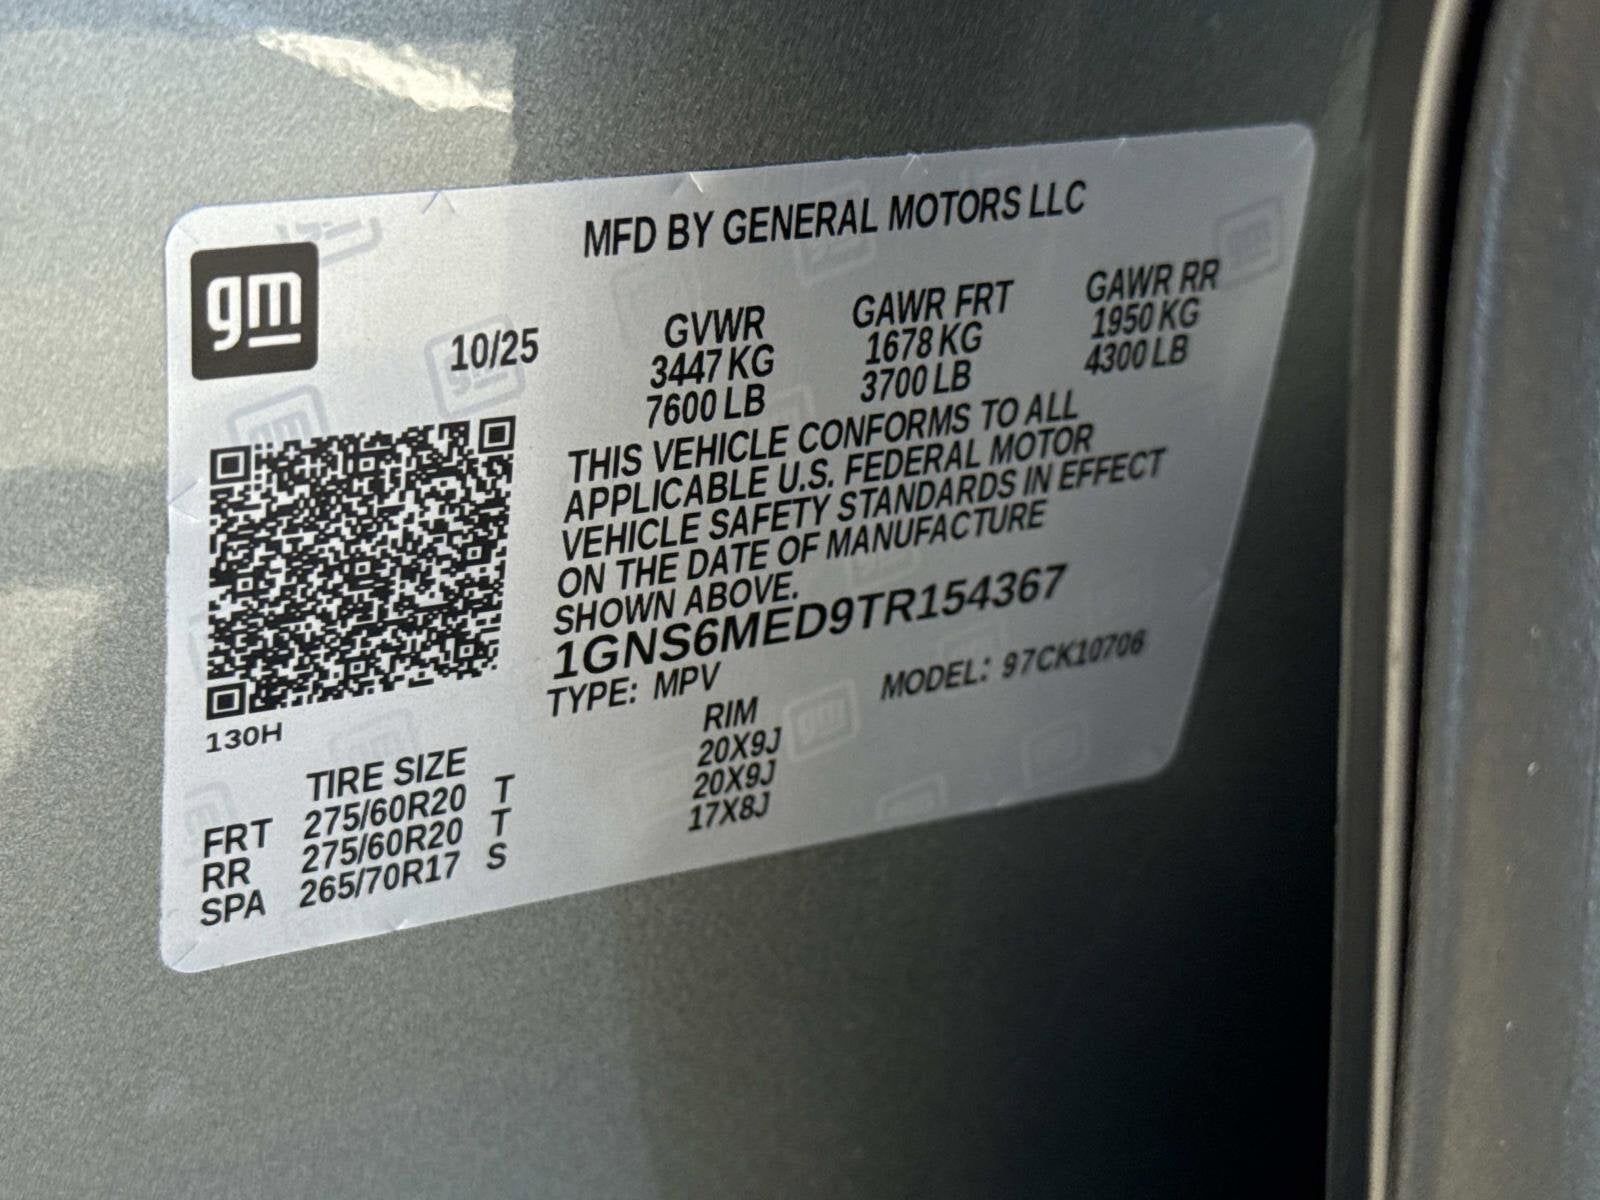 MFD BY GENERAL MOTORS LLC
gm
10/25
GVWR GAWR FRT GAWR RR
3447 KG 1678 KG 1950 KG
7600 LB 3700 LB 4300 LB
THIS VEHICLE CONFORMS TO ALL
APPLICABLE U.S. FEDERAL MOTOR
VEHICLE SAFETY STANDARDS IN EFFECT
ON THE DATE OF MANUFACTURE
SHOWN ABOVE.
1GNS6MED9TR154367
TYPE: MPV MODEL: 97CK10706
130H
TIRE SIZE RIM
FRT 275/60R20 T 20X9J
RR 275/60R20 T 20X9J
SPA 265/70R17 S 17X8J